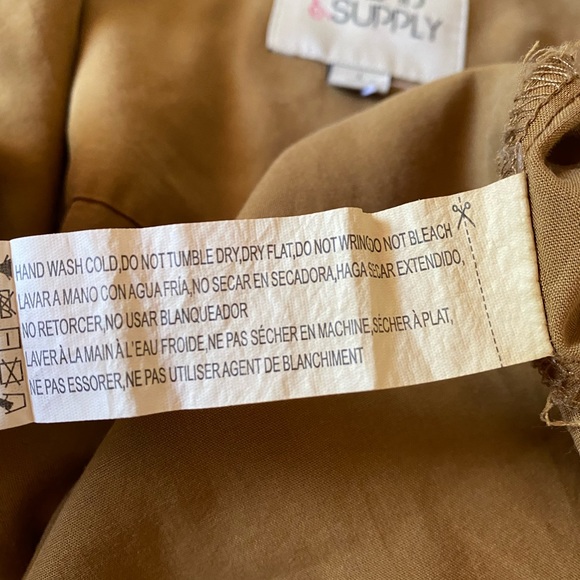 & SUPPLY
HAND WASH COLD,DO NOT TUMBLE DRY,DRY FLAT,DO NOT WRING,DO NOT BLEACH
LAVAR A MANO CON AGUA FRÍA,NO SECAR EN SECADORA,HAGA SECAR EXTENDIDO,
NO RETORCER,NO USAR BLANQUEADOR
LAVER À LA MAIN À L'EAU FROIDE,NE PAS SÉCHER EN MACHINE,SÉCHER À PLAT,
NE PAS ESSORER,NE PAS UTILISER AGENT DE BLANCHIMENT